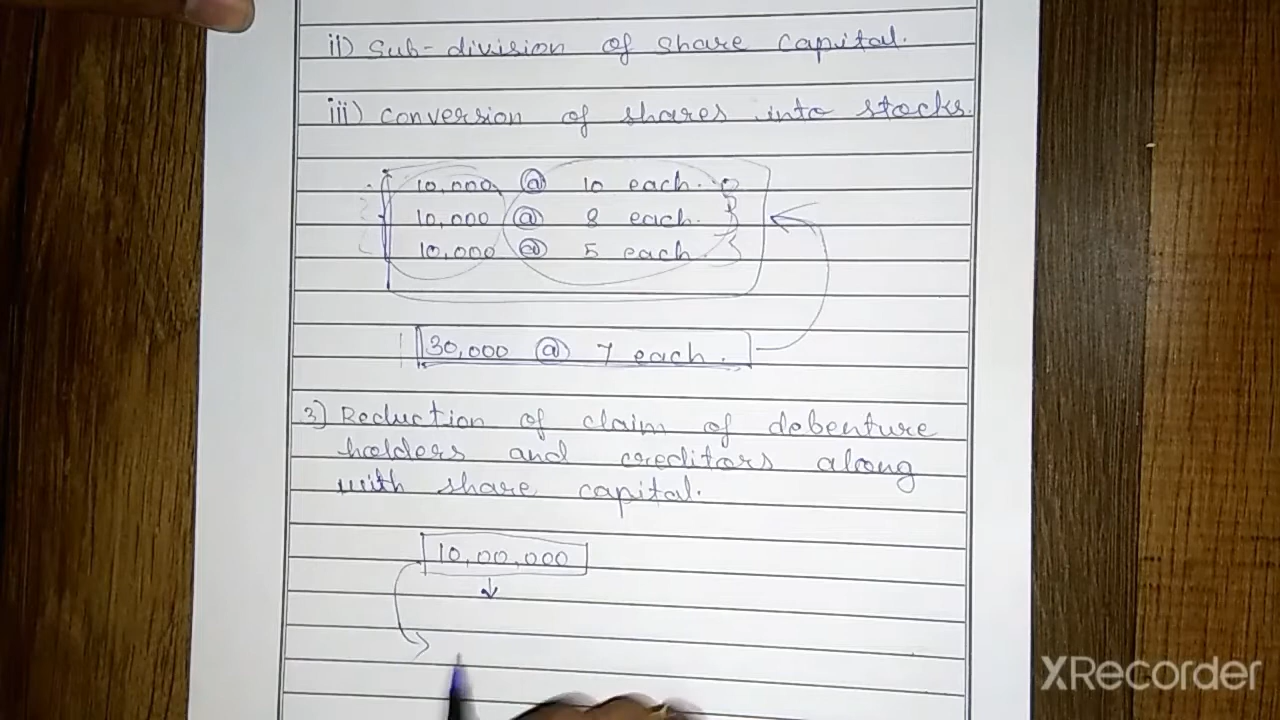 ii) Sub-division of share capital.
iii) Conversion of shares into stocks.
10,000 @ 10 each.
10,000 @ 8 each.
10,000 @ 5 each
30,000 @ 7 each.
3) Reduction of claim of debenture
holders and creditors along
with share capital.
10,00,000
XRecorder